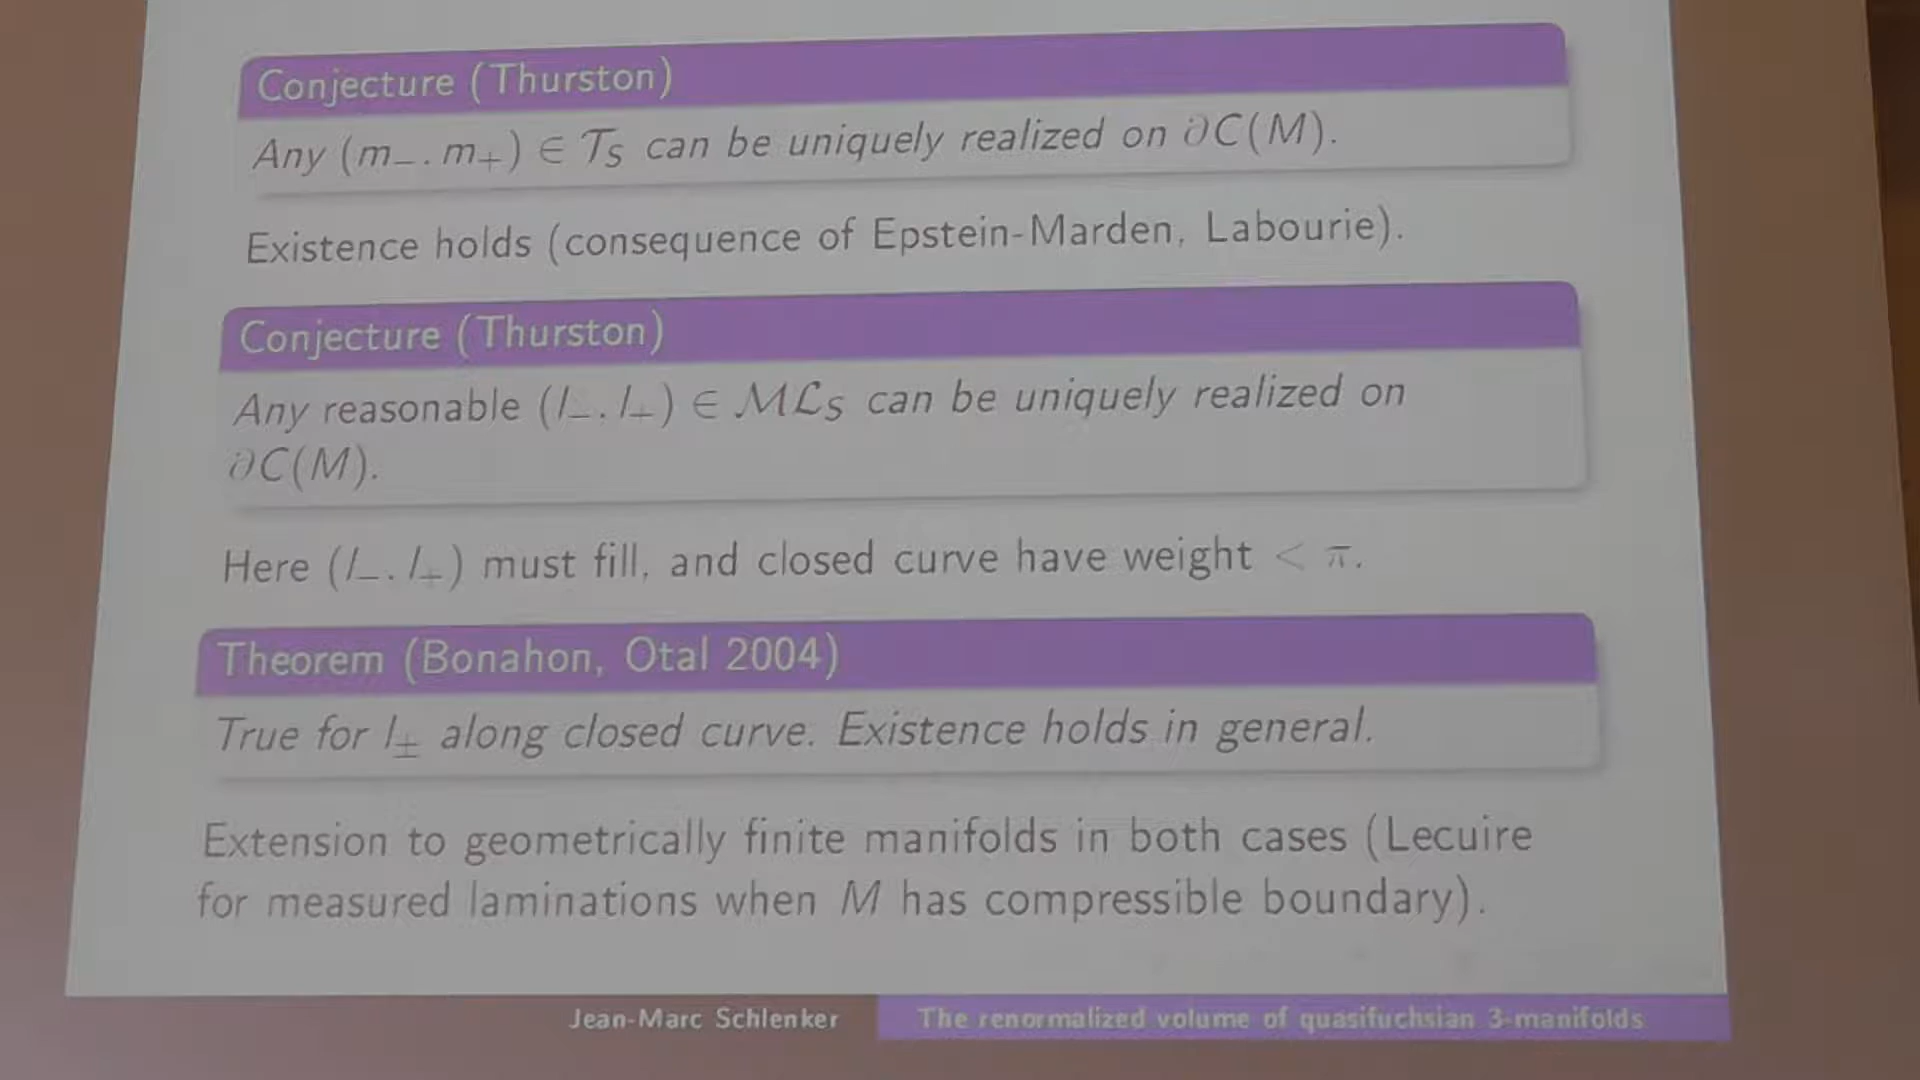 Conjecture (Thurston)
Any (m₋, m₊) ∈ 𝒯_S can be uniquely realized on ∂C(M).
Existence holds (consequence of Epstein-Marden, Labourie).
Conjecture (Thurston)
Any reasonable (l₋, l₊) ∈ ℳℒ_S can be uniquely realized on
∂C(M).
Here (l₋, l₊) must fill, and closed curve have weight < π.
Theorem (Bonahon, Otal 2004)
True for l± along closed curve. Existence holds in general.
Extension to geometrically finite manifolds in both cases (Lecuire
for measured laminations when M has compressible boundary).
Jean-Marc Schlenker The renormalized volume of quasifuchsian 3-manifolds